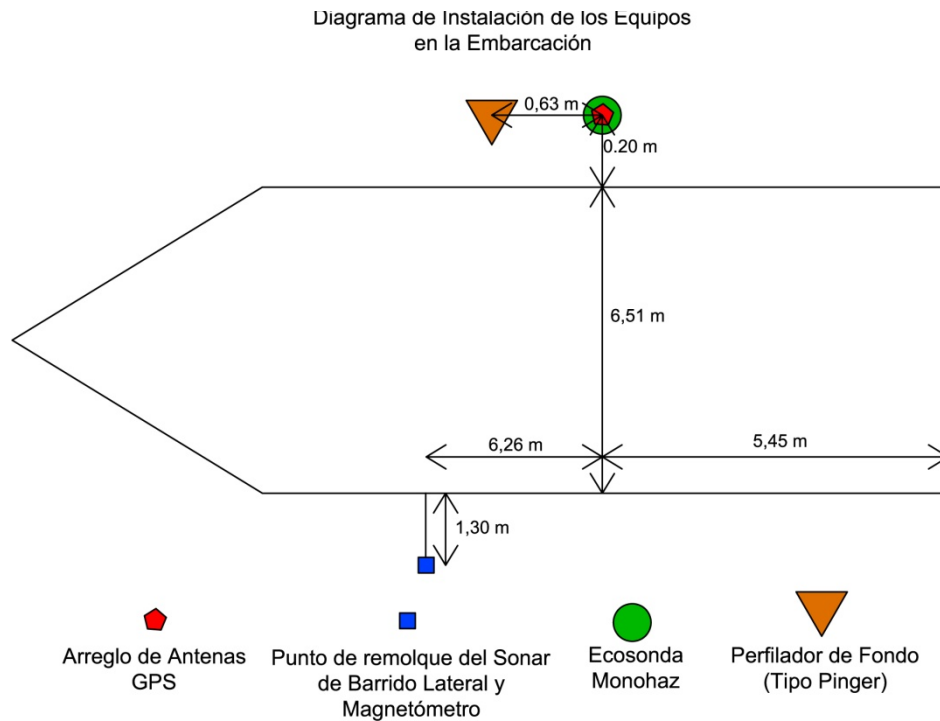 Diagrama de Instalación de los Equipos
en la Embarcación
0,63 m
0.20 m
6,51 m
6,26 m
5,45 m
1,30 m
Arreglo de Antenas
GPS
Punto de remolque del Sonar
de Barrido Lateral y
Magnetómetro
Ecosonda
Monohaz
Perfilador de Fondo
(Tipo Pinger)